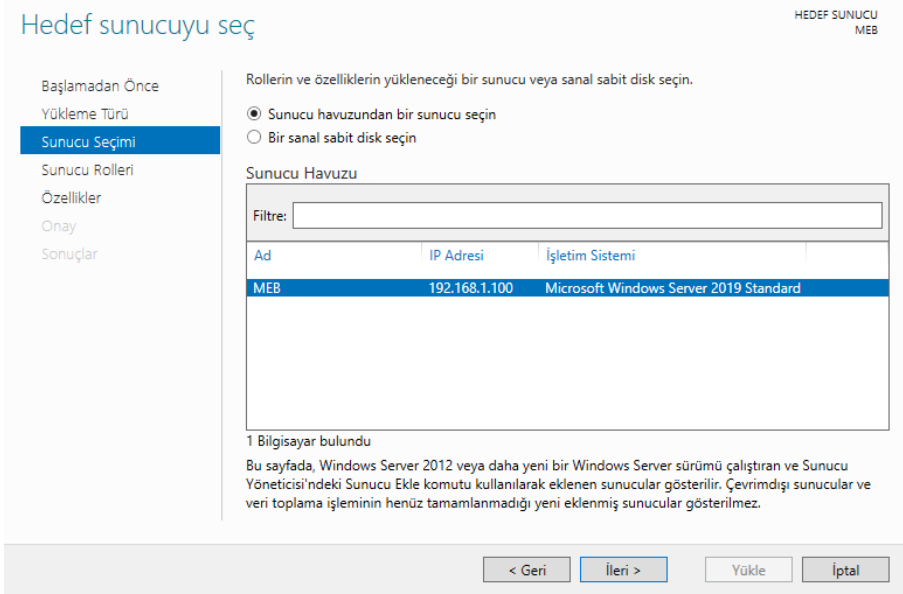 Hedef sunucuyu seç
HEDEF SUNUCU
MEB
Başlamadan Önce
Yükleme Türü
Sunucu Seçimi
Sunucu Rolleri
Özellikler
Onay
Sonuçlar
Rollerin ve özelliklerin yükleneceği bir sunucu veya sanal sabit disk seçin.
Sunucu havuzundan bir sunucu seçin
Bir sanal sabit disk seçin
Sunucu Havuzu
Filtre:
Ad IP Adresi İşletim Sistemi
MEB 192.168.1.100 Microsoft Windows Server 2019 Standard
1 Bilgisayar bulundu
Bu sayfada, Windows Server 2012 veya daha yeni bir Windows Server sürümü çalıştıran ve Sunucu
Yöneticisi'ndeki Sunucu Ekle komutu kullanılarak eklenen sunucular gösterilir. Çevrimdışı sunucular ve
veri toplama işleminin henüz tamamlanmadığı yeni eklenmiş sunucular gösterilmez.
< Geri
İleri >
Yükle
İptal